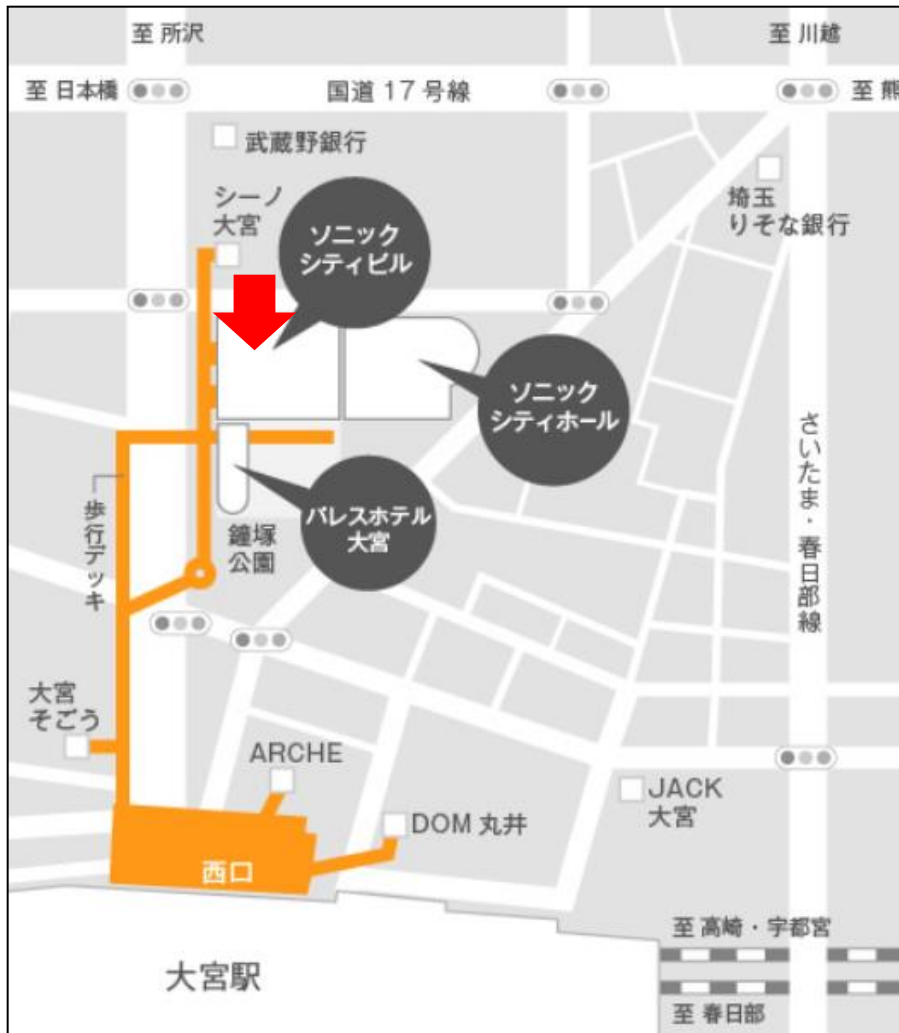 至 所沢
至 川越
至 日本橋
国道 17 号線
至 熊
武蔵野銀行
シーノ
大宮
ソニック
シティビル
埼玉
りそな銀行
ソニック
シティホール
パレスホテル
大宮
鐘塚
公園
歩行デッキ
さいたま・春日部線
大宮
そごう
ARCHE
DOM 丸井
JACK
大宮
西口
大宮駅
至 高崎・宇都宮
至 春日部